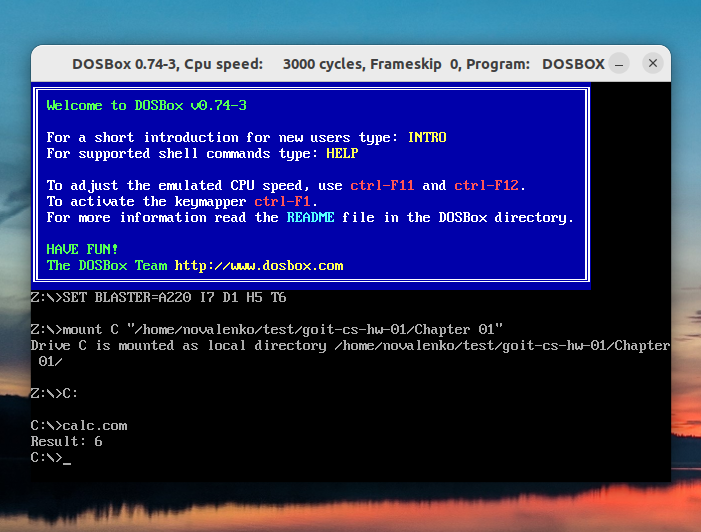 DOSBox 0.74-3, Cpu speed:    3000 cycles, Frameskip  0, Program:   DOSBOX
Welcome to DOSBox v0.74-3
For a short introduction for new users type: INTRO
For supported shell commands type: HELP
To adjust the emulated CPU speed, use ctrl-F11 and ctrl-F12.
To activate the keymapper ctrl-F1.
For more information read the README file in the DOSBox directory.
HAVE FUN!
The DOSBox Team http://www.dosbox.com
Z:\>SET BLASTER=A220 I7 D1 H5 T6
Z:\>mount C "/home/novalenko/test/goit-cs-hw-01/Chapter 01"
Drive C is mounted as local directory /home/novalenko/test/goit-cs-hw-01/Chapter
 01/
Z:\>C:
C:\>calc.com
Result: 6
C:\>_